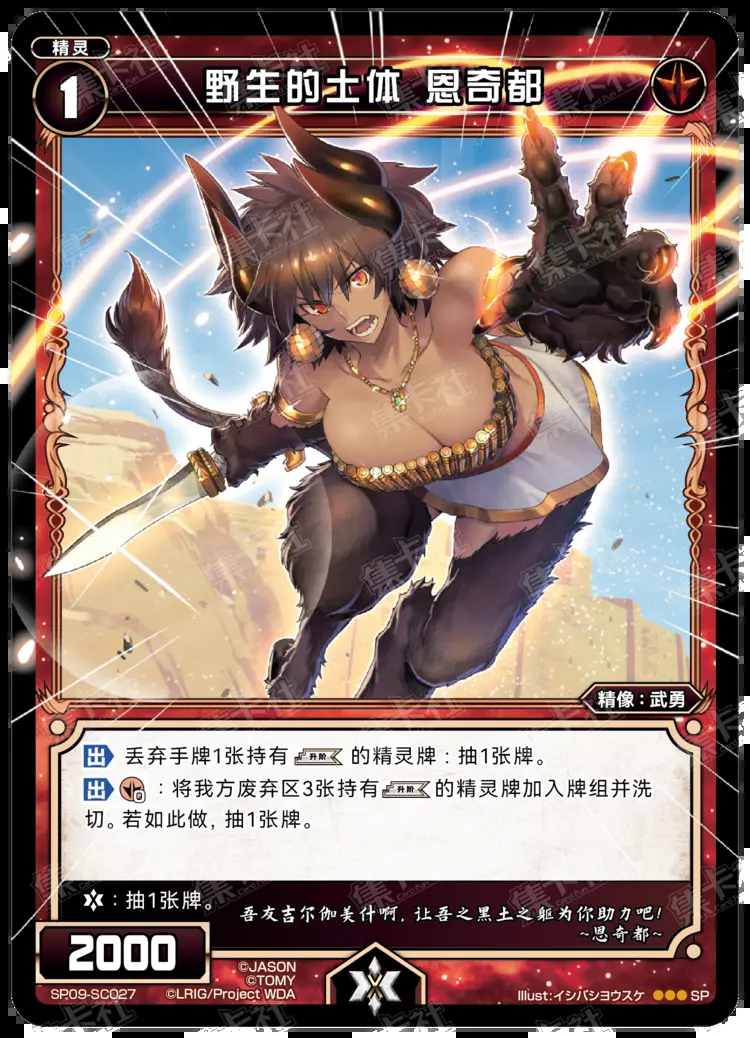 精灵
1
野生的土体 恩奇都
精像：武勇
出 丢弃手牌1张持有 升阶 的精灵牌：抽1张牌。
出 0 ：将我方废弃区3张持有 升阶 的精灵牌加入牌组并洗
切。若如此做，抽1张牌。
：抽1张牌。
吾友吉尔伽美什啊，让吾之黑土之躯为你助力吧！
~恩奇都~
2000
©JASON
©TOMY
SP09-SC027 ©LRIG/Project WDA
Illust:イシバシヨウスケ SP
集卡社